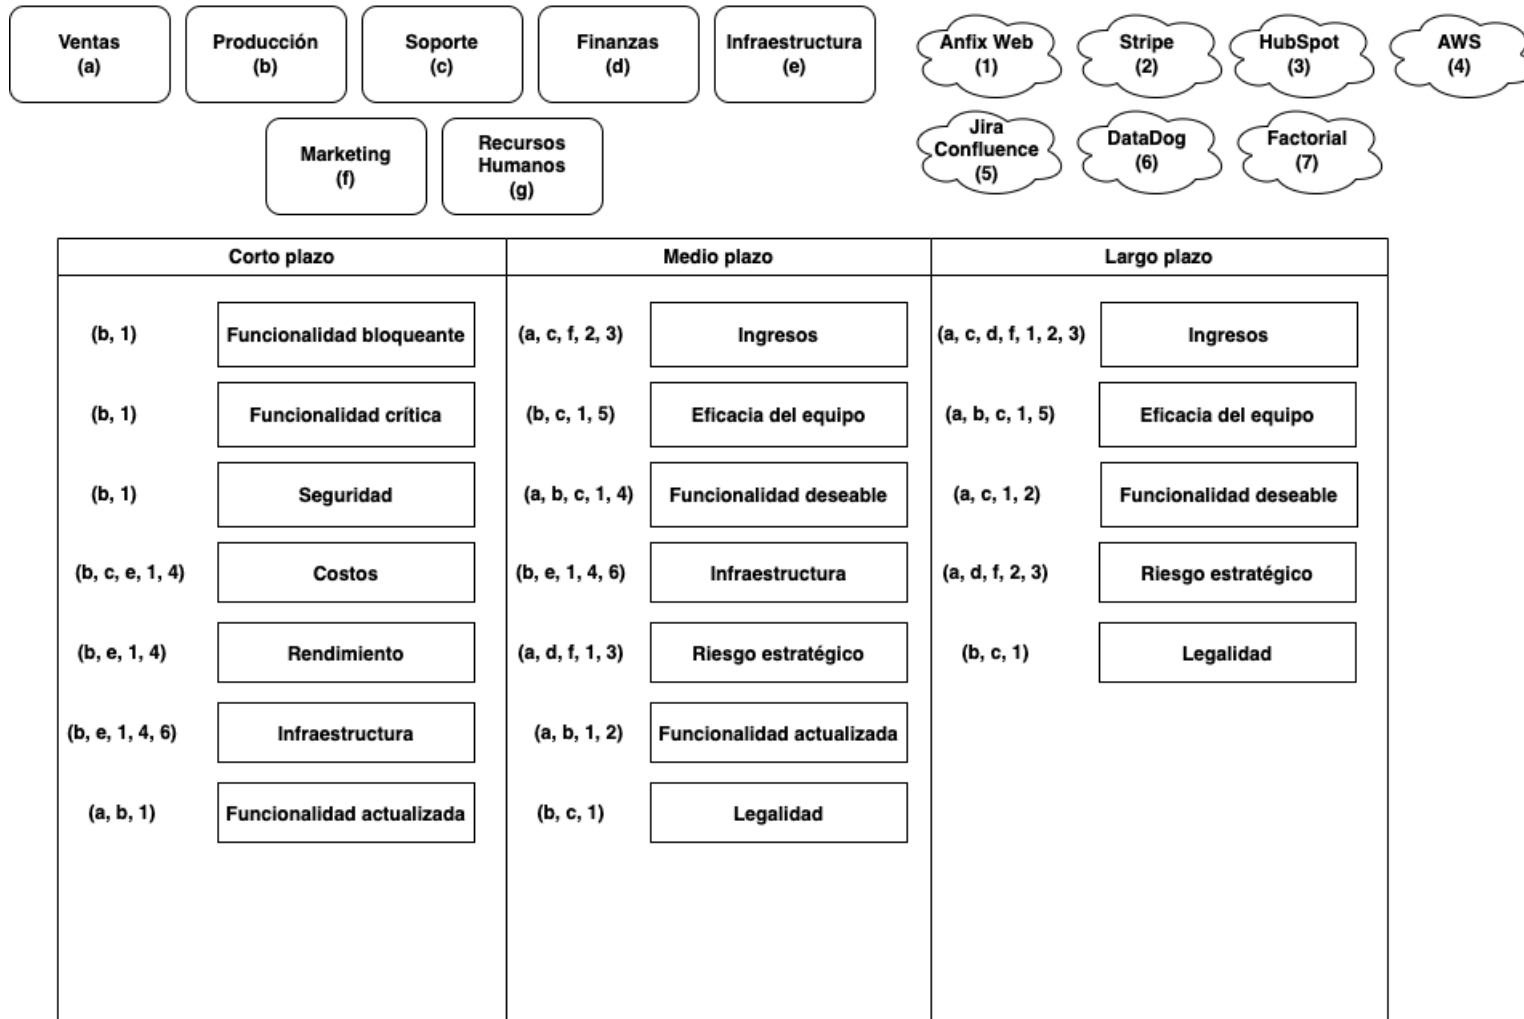 Ventas
(a)
Producción
(b)
Soporte
(c)
Finanzas
(d)
Infraestructura
(e)
Anfix Web
(1)
Stripe
(2)
HubSpot
(3)
AWS
(4)
Marketing
(f)
Recursos
Humanos
(g)
Jira
Confluence
(5)
DataDog
(6)
Factorial
(7)
Corto plazo
Medio plazo
Largo plazo
(b, 1)
Funcionalidad bloqueante
(a, c, f, 2, 3)
Ingresos
(a, c, d, f, 1, 2, 3)
Ingresos
(b, 1)
Funcionalidad crítica
(b, c, 1, 5)
Eficacia del equipo
(a, b, c, 1, 5)
Eficacia del equipo
(b, 1)
Seguridad
(a, b, c, 1, 4)
Funcionalidad deseable
(a, c, 1, 2)
Funcionalidad deseable
(b, c, e, 1, 4)
Costos
(b, e, 1, 4, 6)
Infraestructura
(a, d, f, 2, 3)
Riesgo estratégico
(b, e, 1, 4)
Rendimiento
(a, d, f, 1, 3)
Riesgo estratégico
(b, c, 1)
Legalidad
(b, e, 1, 4, 6)
Infraestructura
(a, b, 1, 2)
Funcionalidad actualizada
(a, b, 1)
Funcionalidad actualizada
(b, c, 1)
Legalidad